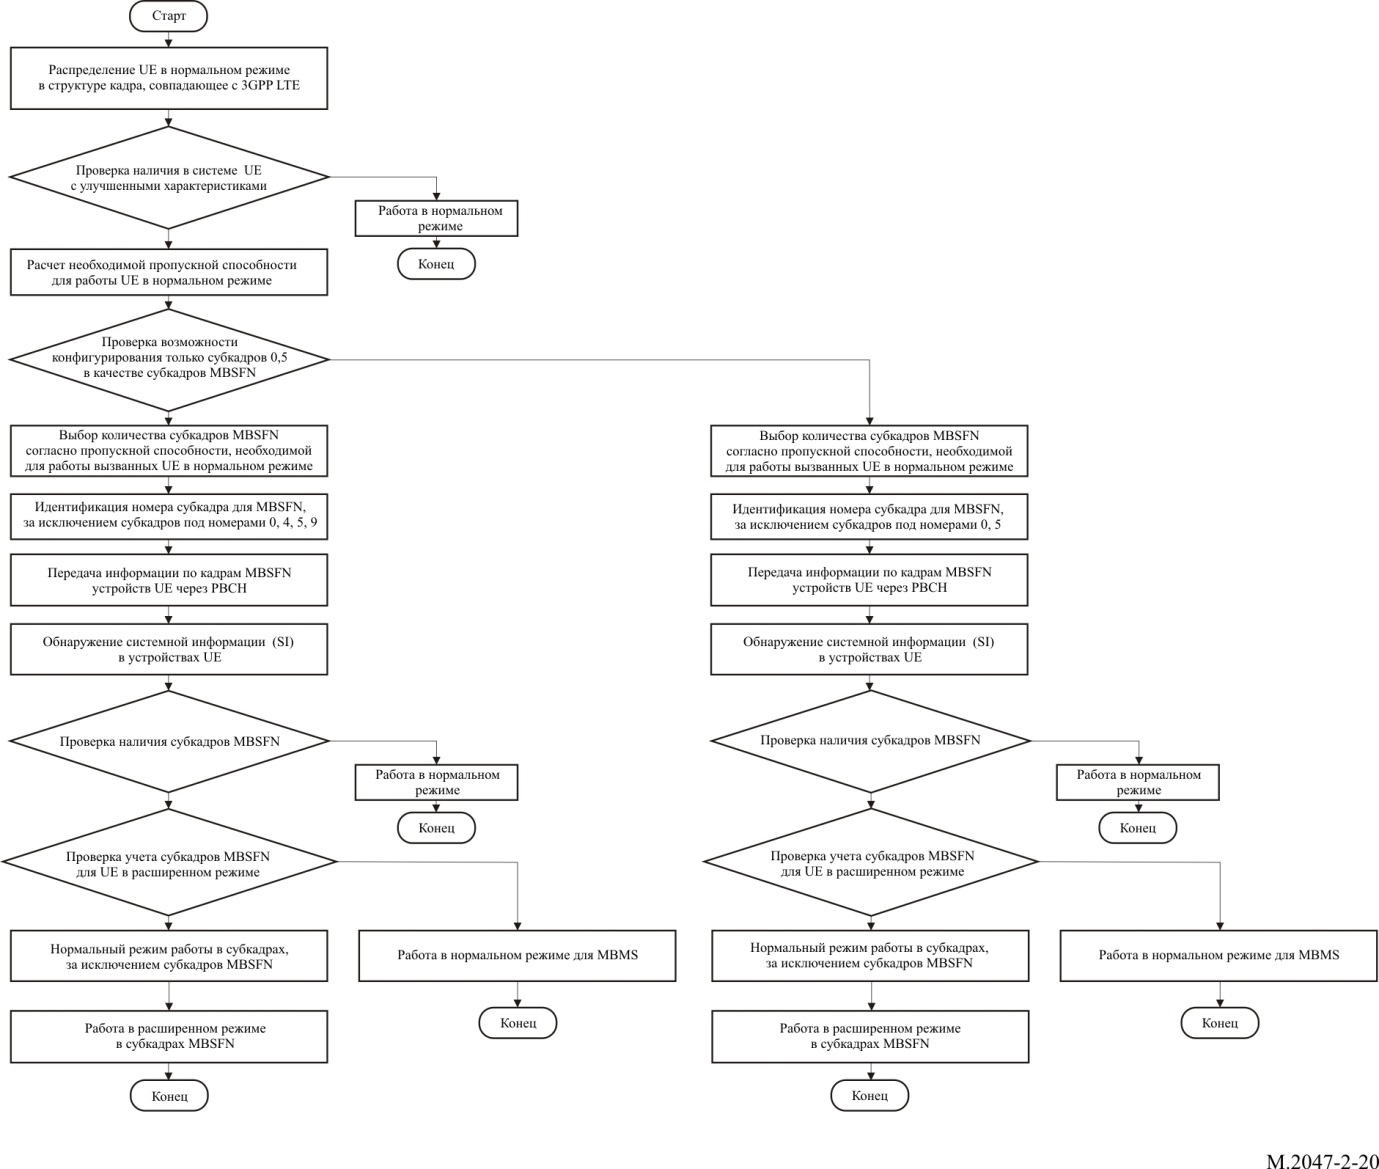 Старт
Распределение UE в нормальном режиме
в структуре кадра, совпадающее с 3GPP LTE
Проверка наличия в системе UE
с улучшенными характеристиками
Работа в нормальном
режиме
Конец
Расчет необходимой пропускной способности
для работы UE в нормальном режиме
Проверка возможности
конфигурирования только субкадров 0,5
в качестве субкадров MBSFN
Выбор количества субкадров MBSFN
согласно пропускной способности, необходимой
для работы вызванных UE в нормальном режиме
Идентификация номера субкадра для MBSFN,
за исключением субкадров под номерами 0, 4, 5, 9
Передача информации по кадрам MBSFN
устройств UE через PBCH
Обнаружение системной информации (SI)
в устройствах UE
Проверка наличия субкадров MBSFN
Работа в нормальном
режиме
Конец
Проверка учета субкадров MBSFN
для UE в расширенном режиме
Нормальный режим работы в субкадрах,
за исключением субкадров MBSFN
Работа в нормальном режиме для MBMS
Конец
Работа в расширенном режиме
в субкадрах MBSFN
Конец
Выбор количества субкадров MBSFN
согласно пропускной способности, необходимой
для работы вызванных UE в нормальном режиме
Идентификация номера субкадра для MBSFN,
за исключением субкадров под номерами 0, 5
Передача информации по кадрам MBSFN
устройств UE через PBCH
Обнаружение системной информации (SI)
в устройствах UE
Проверка наличия субкадров MBSFN
Работа в нормальном
режиме
Конец
Проверка учета субкадров MBSFN
для UE в расширенном режиме
Нормальный режим работы в субкадрах,
за исключением субкадров MBSFN
Работа в нормальном режиме для MBMS
Конец
Работа в расширенном режиме
в субкадрах MBSFN
Конец
M.2047-2-20